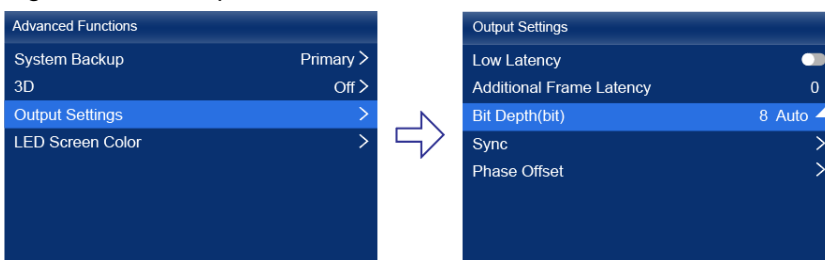 Advanced Functions
System Backup Primary >
3D Off >
Output Settings >
LED Screen Color >
Output Settings
Low Latency
Additional Frame Latency 0
Bit Depth(bit) 8 Auto
Sync >
Phase Offset >